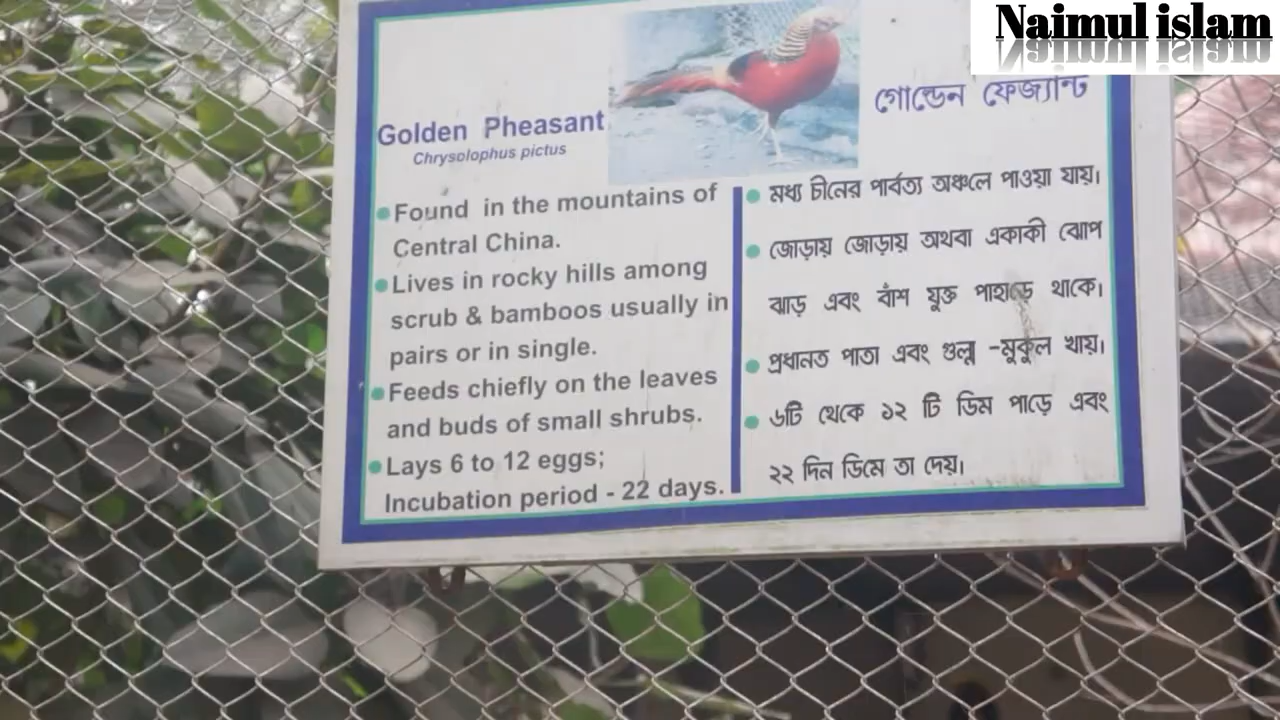 Naimul islam
Golden Pheasant
Chrysolophus pictus
Found in the mountains of
Central China.
Lives in rocky hills among
scrub & bamboos usually in
pairs or in single.
Feeds chiefly on the leaves
and buds of small shrubs.
Lays 6 to 12 eggs;
Incubation period - 22 days.
গোল্ডেন ফেজ্যান্ট
মধ্য চীনের পার্বত্য অঞ্চলে পাওয়া যায়।
জোড়ায় জোড়ায় অথবা একাকী ঝোপ
ঝাড় এবং বাঁশ যুক্ত পাহাড়ে থাকে।
প্রধানত পাতা এবং গুল্ম -মুকুল খায়।
৬টি থেকে ১২ টি ডিম পাড়ে এবং
২২ দিন ডিমে তা দেয়।